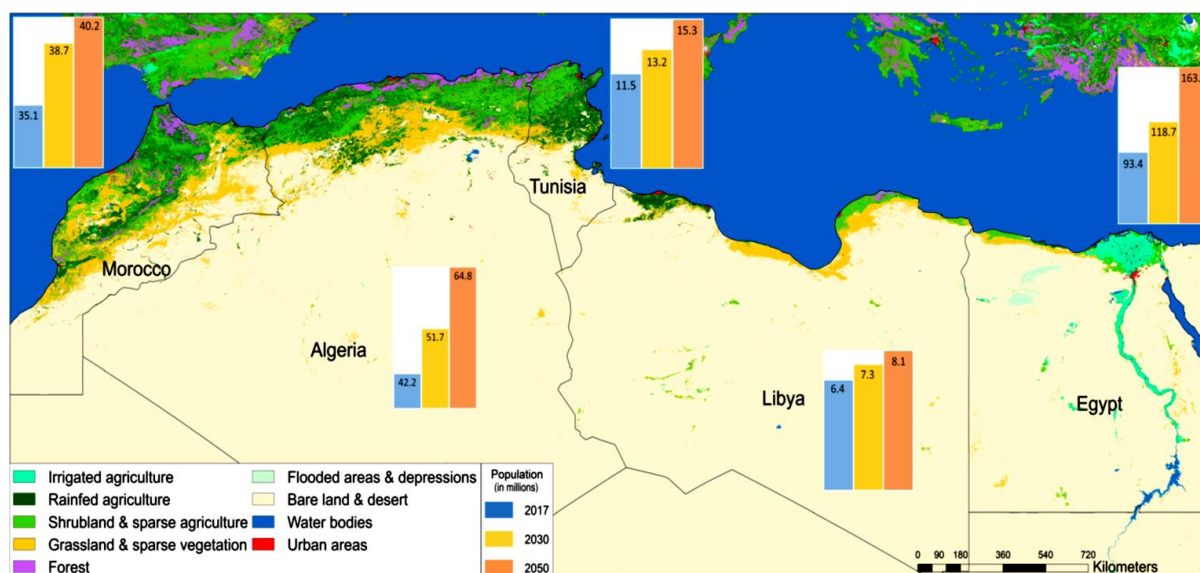 35.1
38.7
40.2
11.5
13.2
15.3
93.4
118.7
163.
Tunisia
Morocco
Algeria
42.2
51.7
64.8
Libya
6.4
7.3
8.1
Egypt
Irrigated agriculture
Rainfed agriculture
Shrubland & sparse agriculture
Grassland & sparse vegetation
Forest
Flooded areas & depressions
Bare land & desert
Water bodies
Urban areas
Population
(in millions)
2017
2030
2050
0 90 180 360 540 720
Kilometers